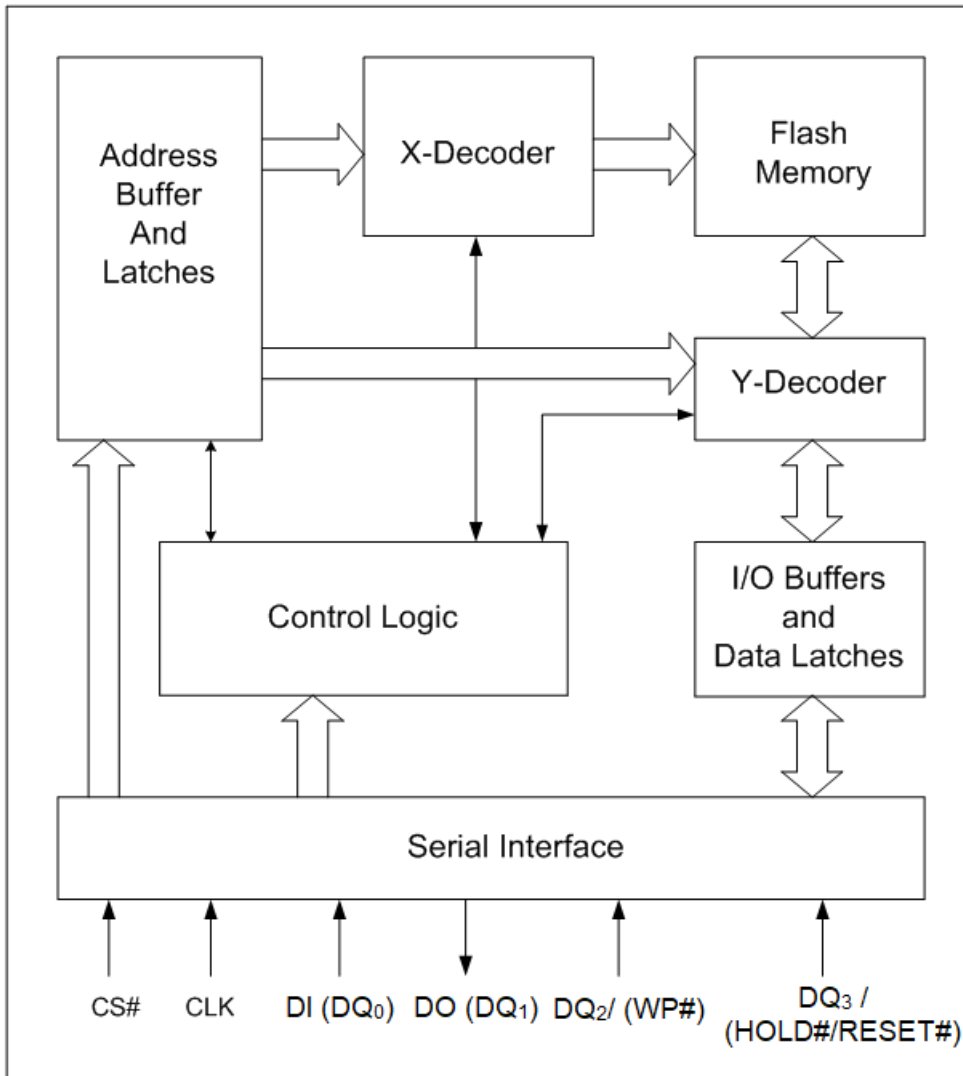 Address
Buffer
And
Latches
X-Decoder
Flash
Memory
Y-Decoder
Control Logic
I/O Buffers
and
Data Latches
Serial Interface
CS#
CLK
DI (DQ₀)
DO (DQ₁)
DQ₂/ (WP#)
DQ₃ /
(HOLD#/RESET#)